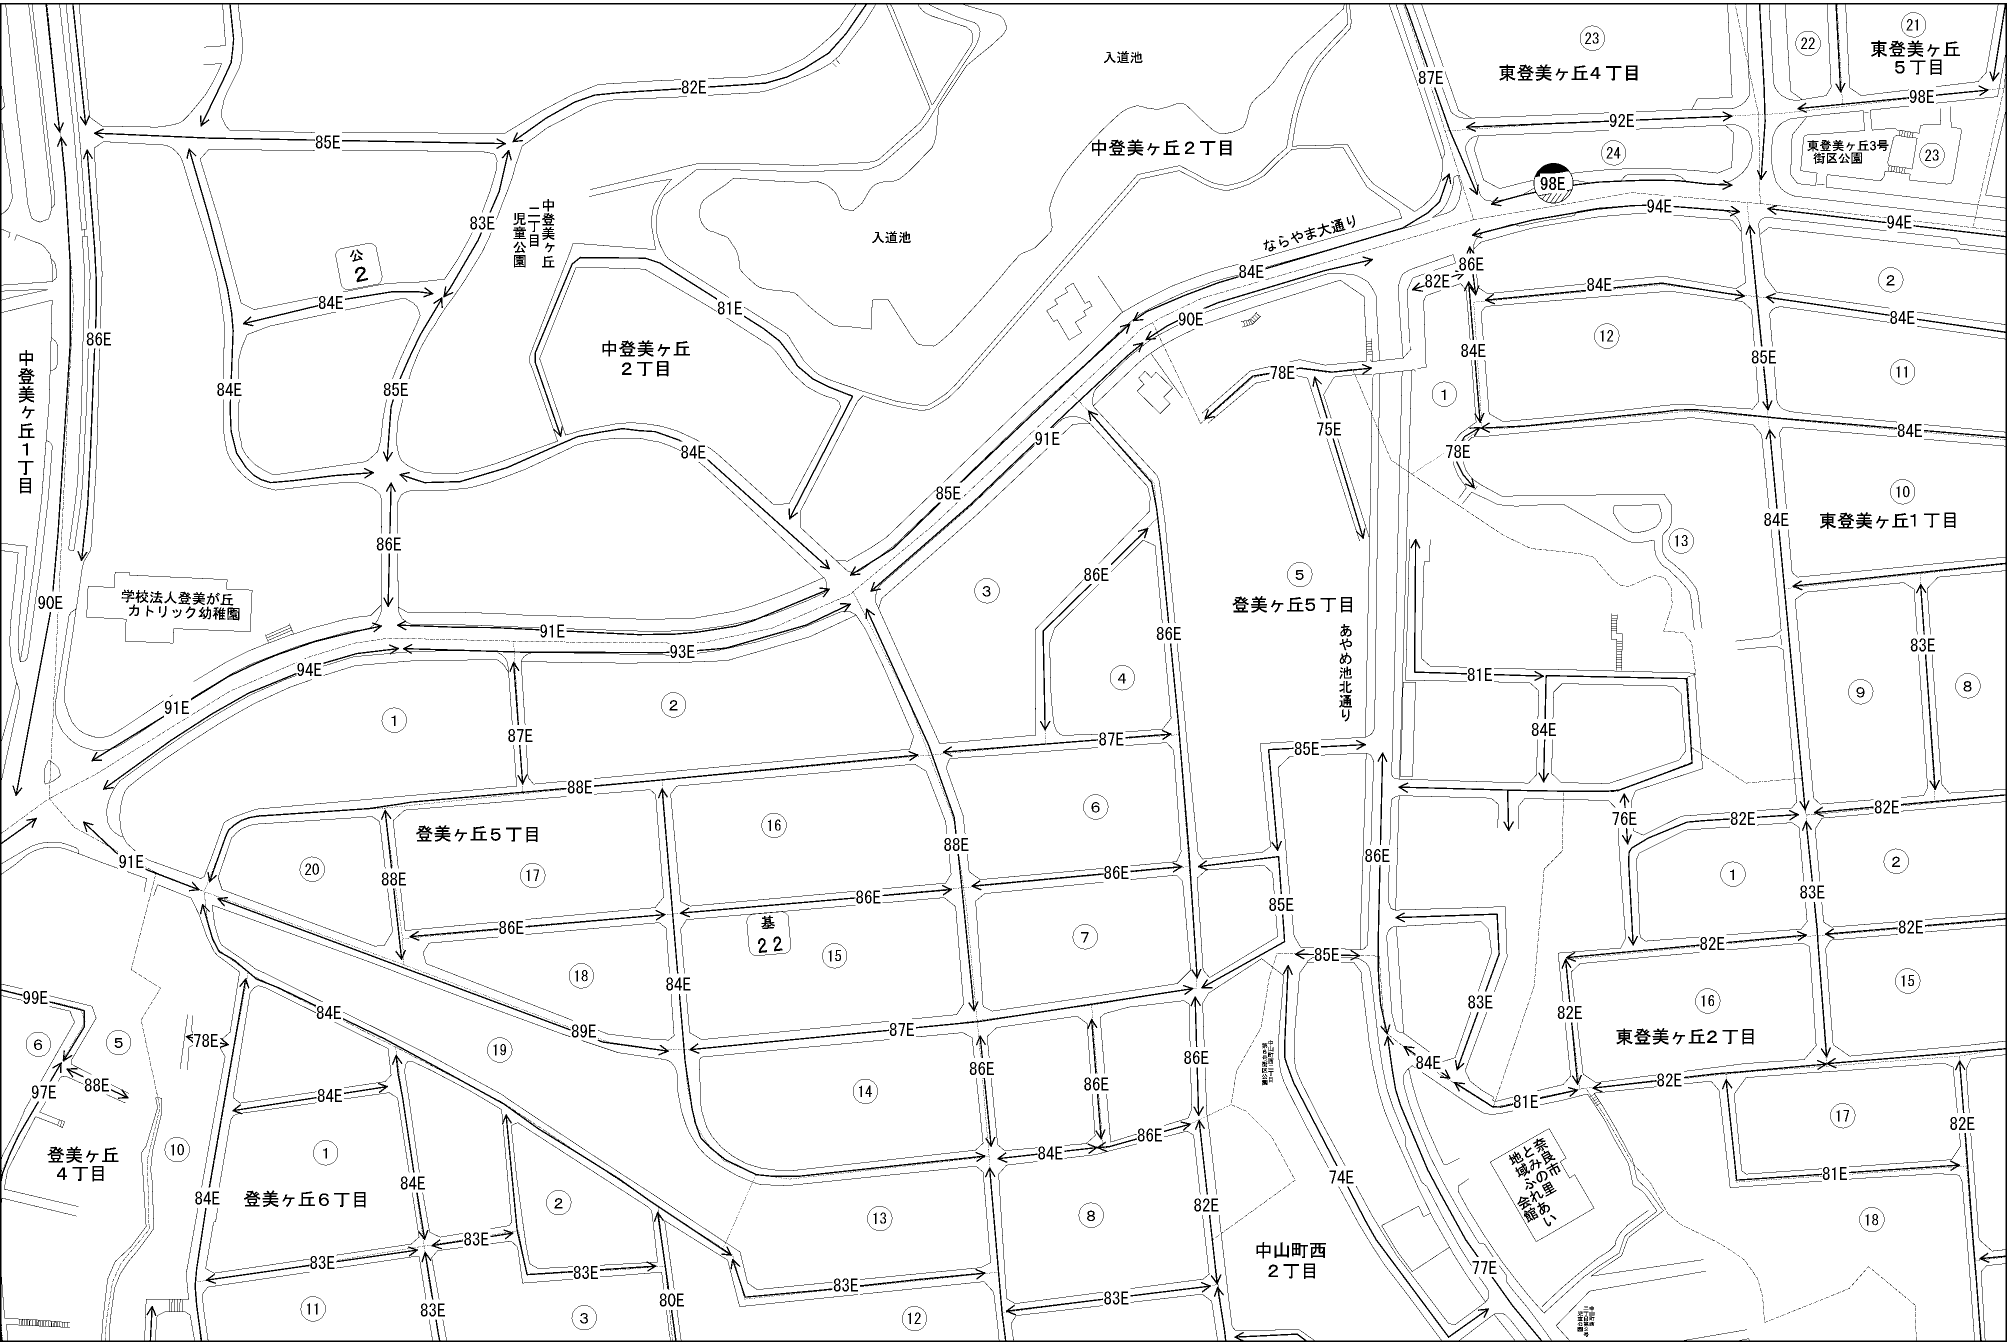 入道池
23
東登美ヶ丘4丁目
22
21
東登美ヶ丘
5丁目
87E
82E
98E
92E
85E
中登美ヶ丘2丁目
24
東登美ヶ丘3号
街区公園
23
98E
中登美ヶ丘
二丁目
児童公園
83E
94E
94E
入道池
ならやま大通り
公
2
84E
84E
86E
82E
84E
2
81E
90E
84E
86E
中登美ヶ丘
2丁目
84E
12
85E
11
中登美ヶ丘1丁目
84E
85E
78E
1
75E
84E
91E
84E
78E
85E
10
東登美ヶ丘1丁目
84E
13
86E
90E
学校法人登美が丘
カトリック幼稚園
86E
3
5
登美ヶ丘5丁目
91E
86E
93E
83E
94E
4
81E
あやめ池北通り
9
8
91E
1
2
87E
87E
84E
85E
88E
6
82E
76E
82E
16
登美ヶ丘5丁目
88E
86E
20
88E
17
86E
86E
1
2
83E
85E
86E
基
22
15
7
82E
82E
18
84E
85E
15
99E
84E
83E
16
82E
東登美ヶ丘2丁目
78E
89E
87E
6
5
19
86E
86E
86E
84E
97E
88E
84E
14
82E
81E
17
登美ヶ丘
4丁目
10
1
84E
86E
82E
奈良市
とみの里
地域ふれあい
会館
84E
84E
登美ヶ丘6丁目
2
74E
81E
13
8
82E
18
83E
83E
83E
中山町西
2丁目
77E
83E
83E
11
83E
80E
3
12